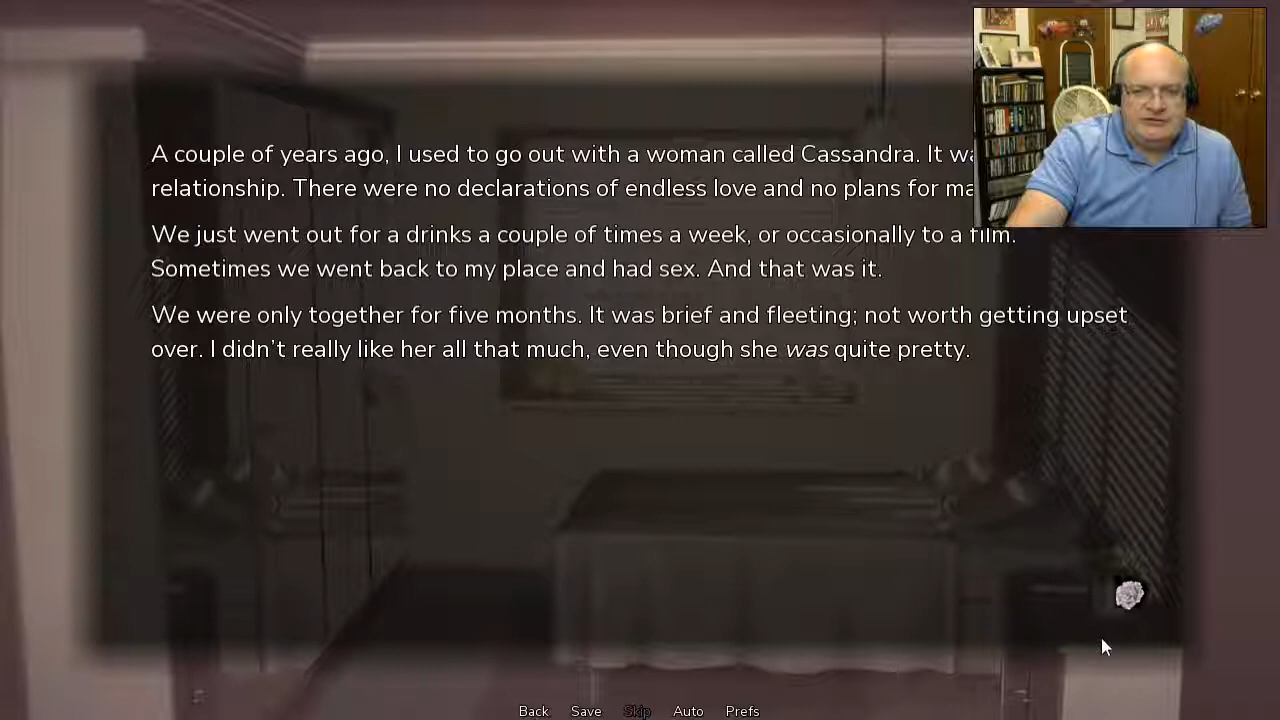 A couple of years ago, I used to go out with a woman called Cassandra. It
relationship. There were no declarations of endless love and no plans for
We just went out for a drinks a couple of times a week, or occasionally to a film.
Sometimes we went back to my place and had sex. And that was it.
We were only together for five months. It was brief and fleeting; not worth getting upset
over. I didn't really like her all that much, even though she was quite pretty.
Back Save Skip Auto Prefs